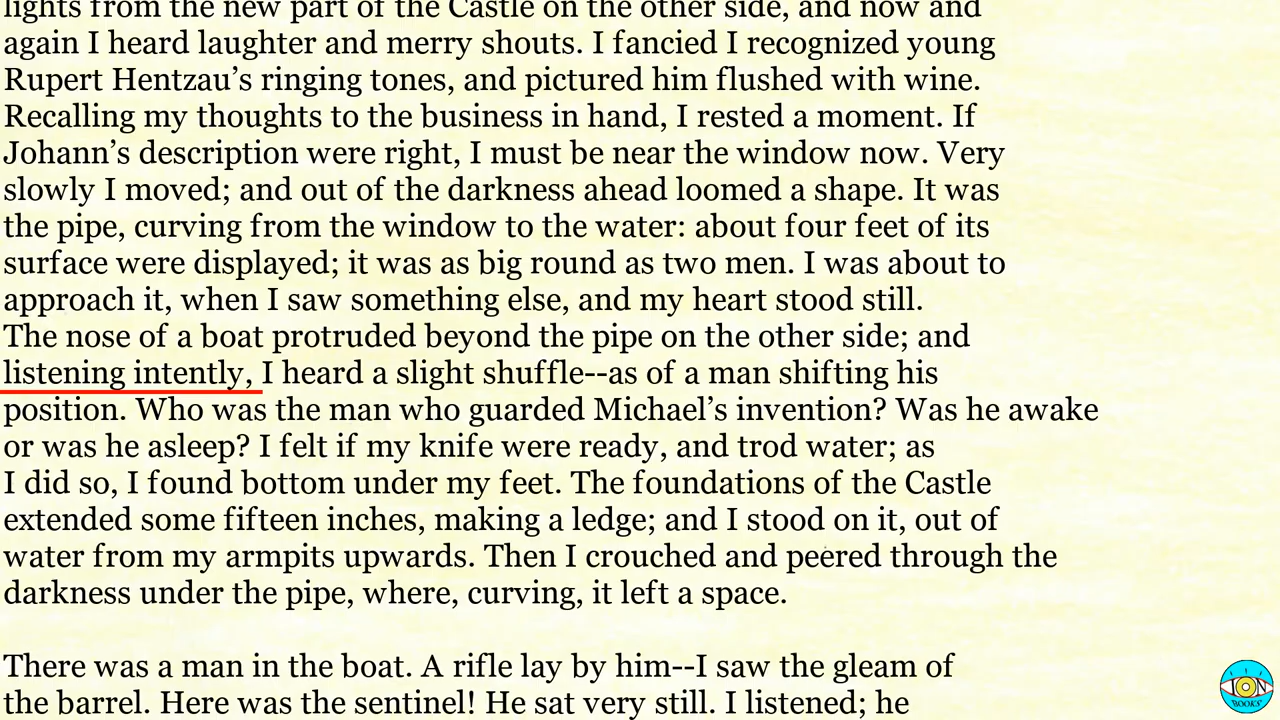 lights from the new part of the Castle on the other side, and now and
again I heard laughter and merry shouts. I fancied I recognized young
Rupert Hentzau’s ringing tones, and pictured him flushed with wine.
Recalling my thoughts to the business in hand, I rested a moment. If
Johann’s description were right, I must be near the window now. Very
slowly I moved; and out of the darkness ahead loomed a shape. It was
the pipe, curving from the window to the water: about four feet of its
surface were displayed; it was as big round as two men. I was about to
approach it, when I saw something else, and my heart stood still.
The nose of a boat protruded beyond the pipe on the other side; and
listening intently, I heard a slight shuffle--as of a man shifting his
position. Who was the man who guarded Michael’s invention? Was he awake
or was he asleep? I felt if my knife were ready, and trod water; as
I did so, I found bottom under my feet. The foundations of the Castle
extended some fifteen inches, making a ledge; and I stood on it, out of
water from my armpits upwards. Then I crouched and peered through the
darkness under the pipe, where, curving, it left a space.
There was a man in the boat. A rifle lay by him--I saw the gleam of
the barrel. Here was the sentinel! He sat very still. I listened; he
ION
BOOKS